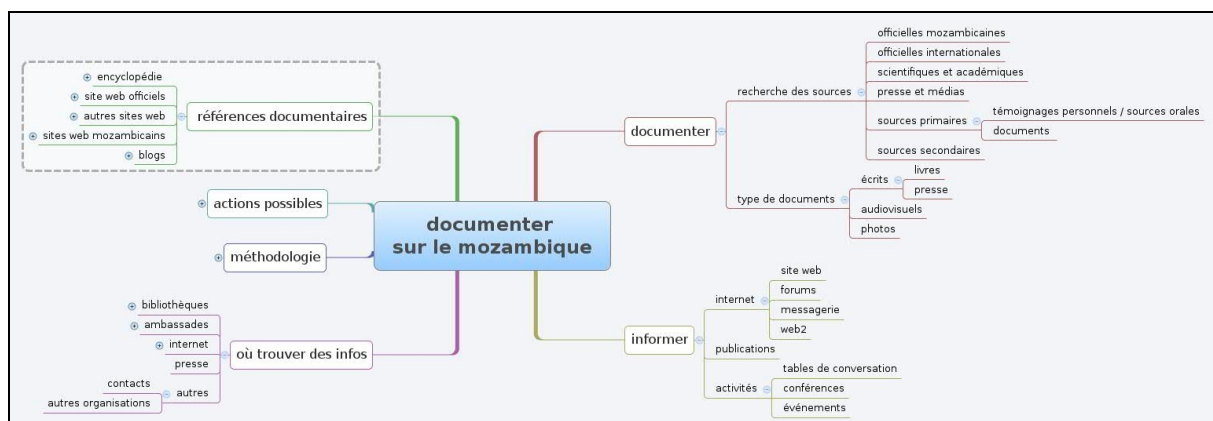 documenter
sur le mozambique
documenter
recherche des sources
officielles mozambicaines
officielles internationales
scientifiques et académiques
presse et médias
sources primaires
témoignages personnels / sources orales
documents
sources secondaires
type de documents
écrits
livres
presse
audiovisuels
photos
informer
internet
site web
forums
messagerie
web2
publications
activités
tables de conversation
conférences
événements
références documentaires
encyclopédie
site web officiels
autres sites web
sites web mozambicains
blogs
actions possibles
méthodologie
où trouver des infos
bibliothèques
ambassades
internet
presse
autres
contacts
autres organisations